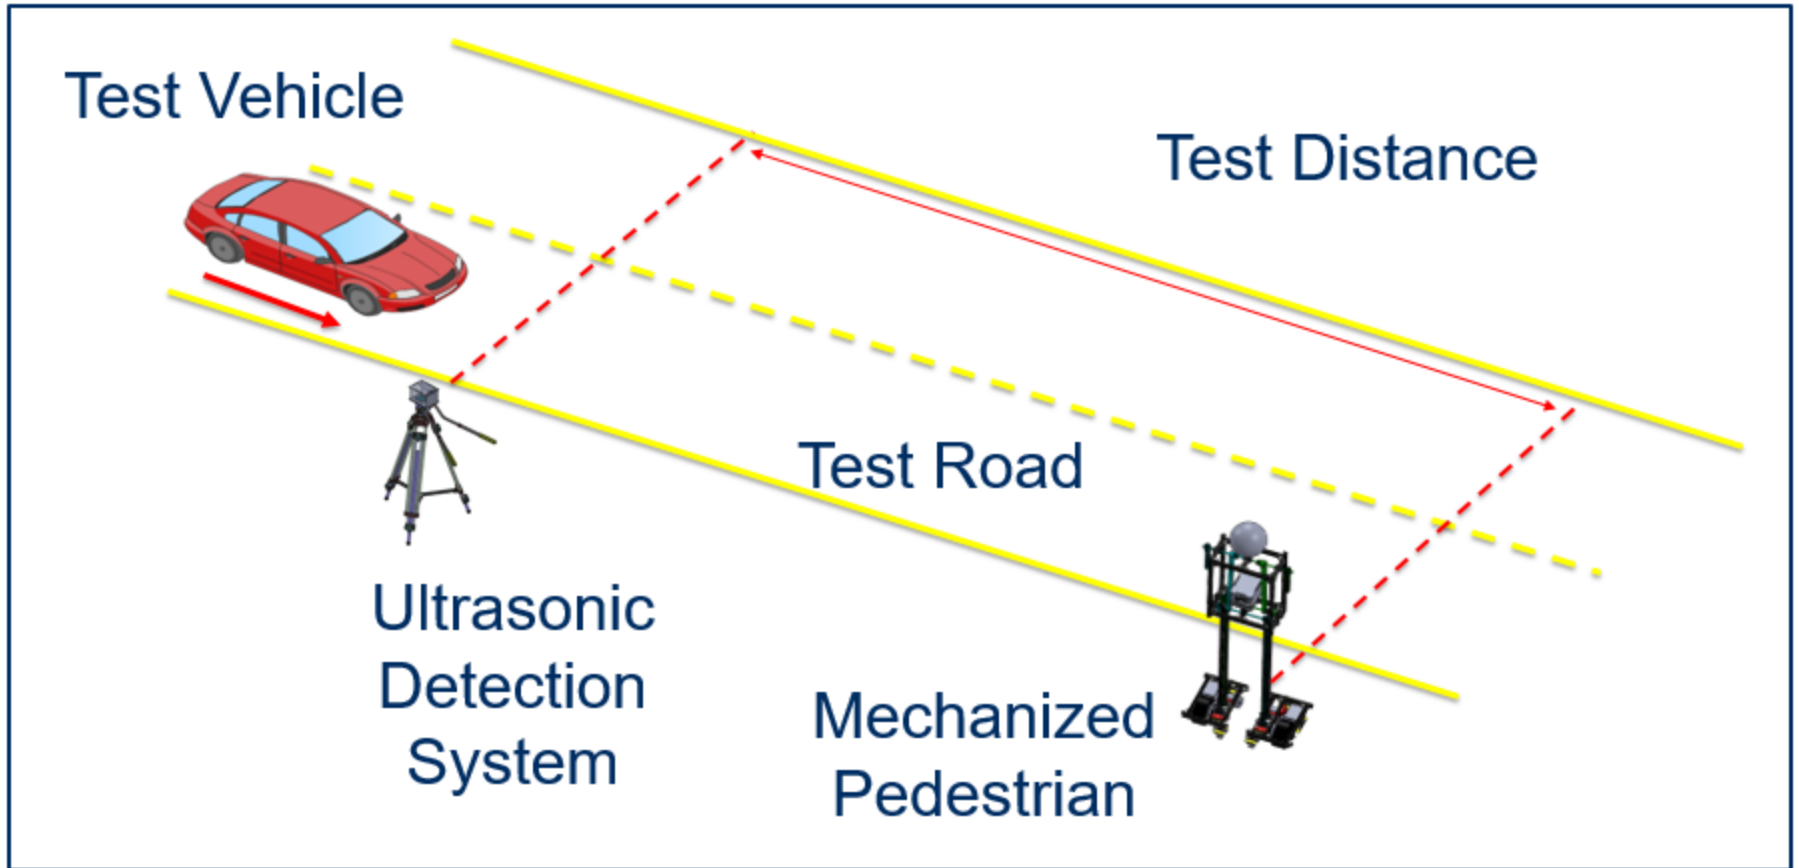 Test Vehicle
Test Distance
Test Road
Ultrasonic
Detection
System
Mechanized
Pedestrian